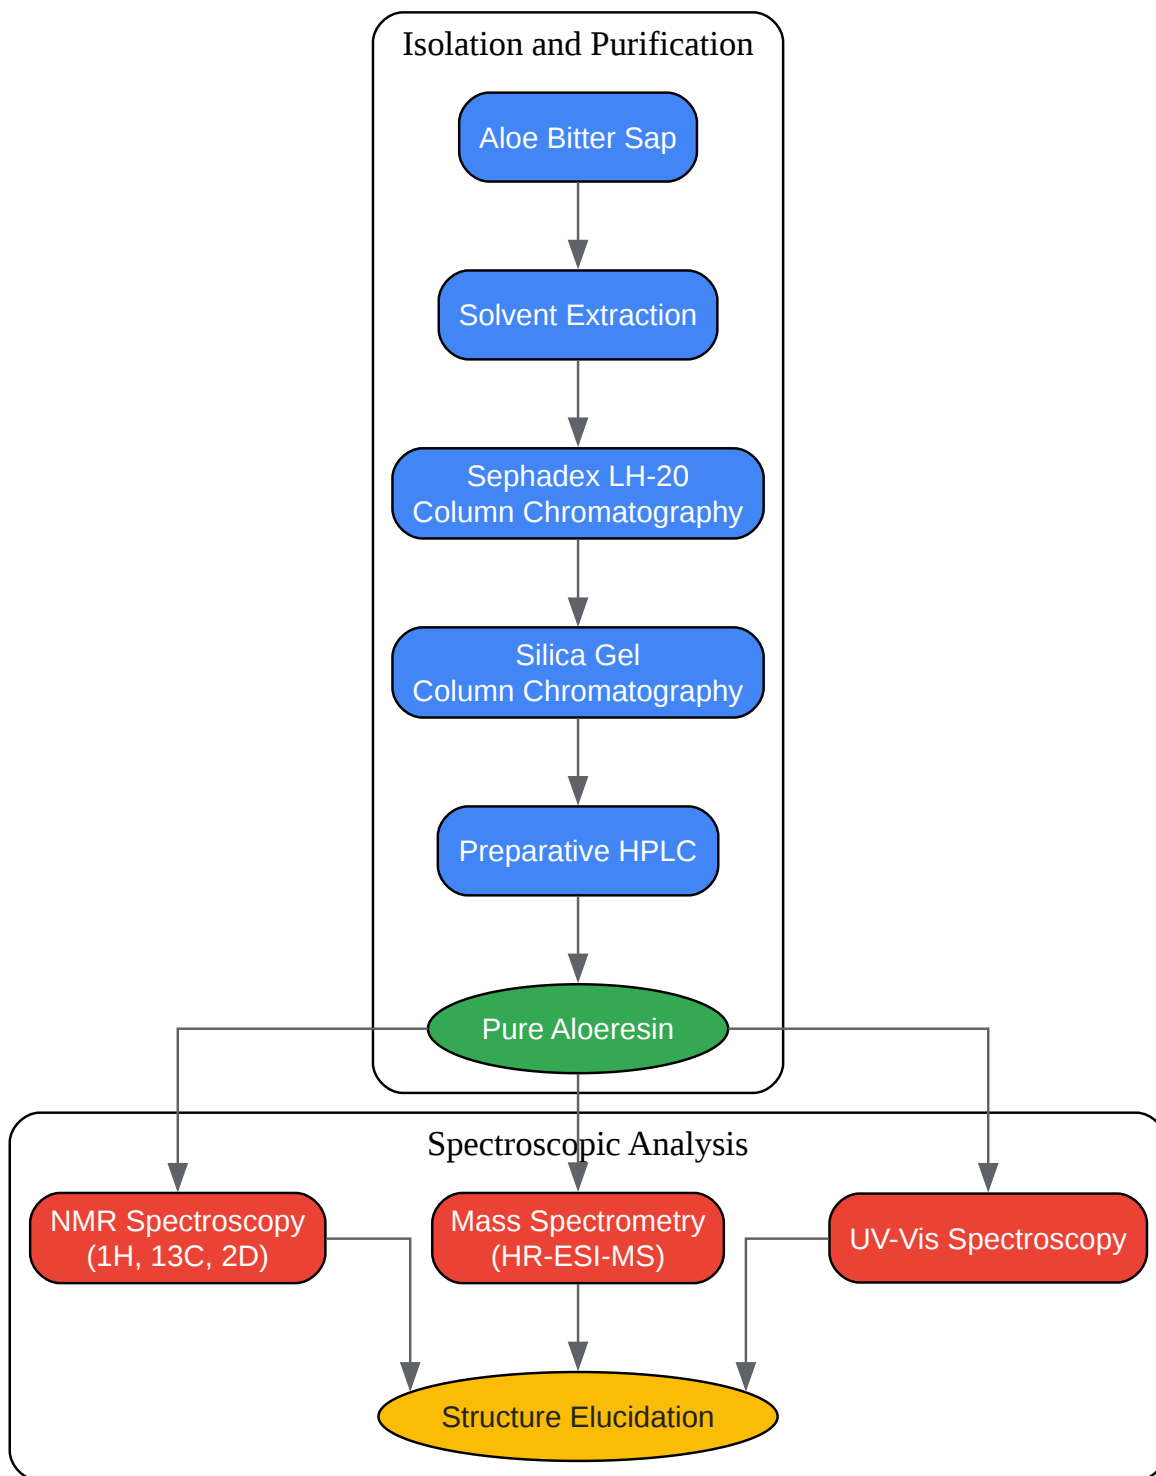 Isolation and Purification
Aloe Bitter Sap
Solvent Extraction
Sephadex LH-20
Column Chromatography
Silica Gel
Column Chromatography
Preparative HPLC
Pure Aloeresin
Spectroscopic Analysis
NMR Spectroscopy
(1H, 13C, 2D)
Mass Spectrometry
(HR-ESI-MS)
UV-Vis Spectroscopy
Structure Elucidation